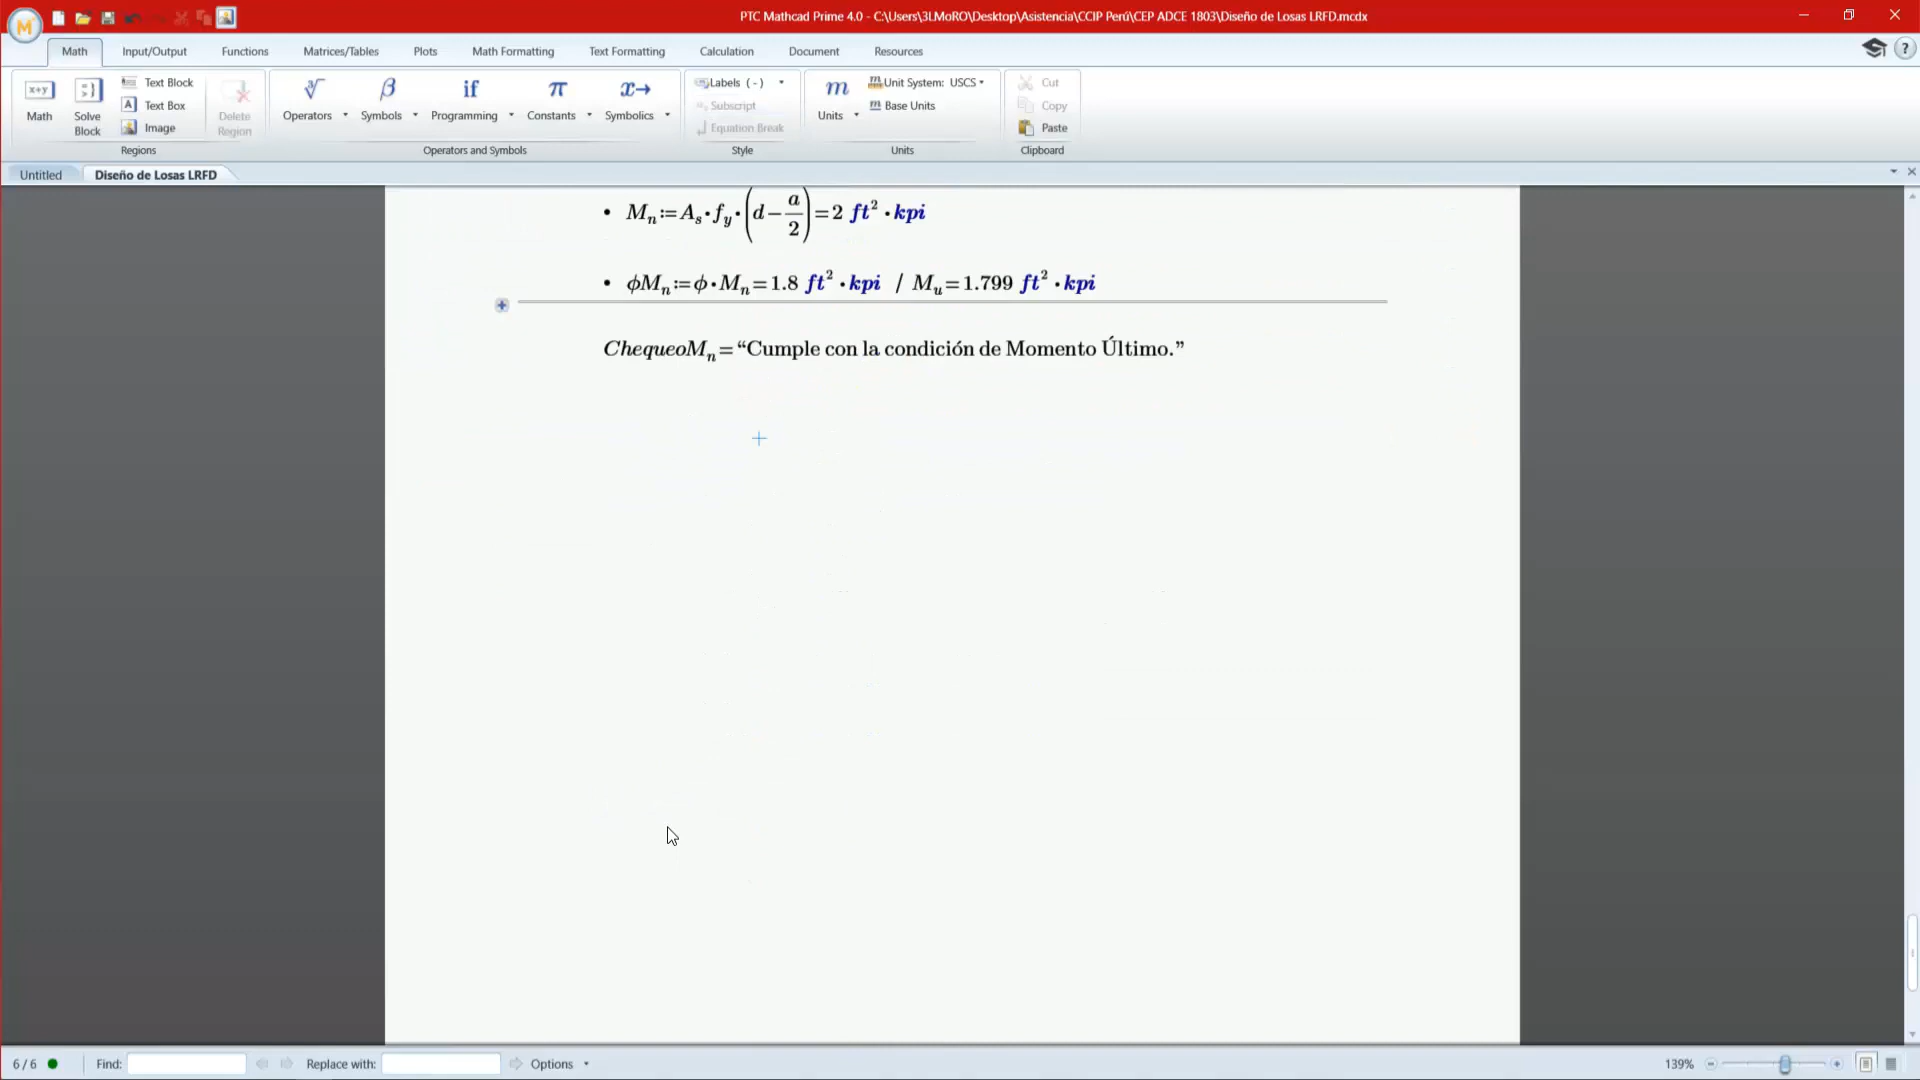 PTC Mathcad Prime 4.0 - C:\Users\3LMoRO\Desktop\Asistencia\CCIP Perú\CEP ADCE 1803\Diseño de Losas LRFD.mcdx
Math Input/Output Functions Matrices/Tables Plots Math Formatting Text Formatting Calculation Document Resources
Math
Solve Block
Text Block
Text Box
Image
Delete Region
Regions
Operators
Symbols
Programming
Constants
Symbolics
Operators and Symbols
Labels ( - )
Subscript
Equation Break
Style
Units
Unit System: USCS
Base Units
Units
Cut
Copy
Paste
Clipboard
Untitled Diseño de Losas LRFD
• Mₙ ≔ Aₛ · f_y · (d − a/2) = 2 ft² · kpi
• ϕMₙ ≔ ϕ · Mₙ = 1.8 ft² · kpi / Mᵤ = 1.799 ft² · kpi
ChequeoMₙ = “Cumple con la condición de Momento Último.”
6 / 6 Find: Replace with: Options 139%